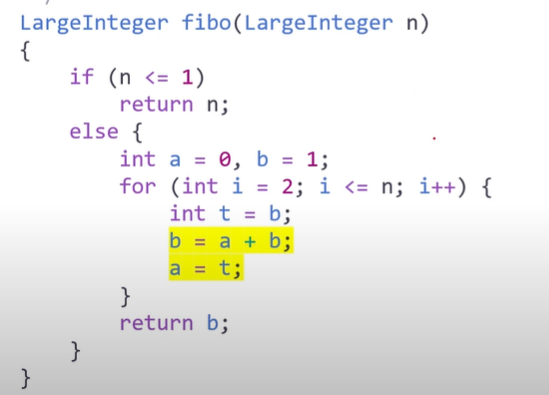 LargeInteger fibo(LargeInteger n)
{
    if (n <= 1)
        return n;
    else {
        int a = 0, b = 1;
        for (int i = 2; i <= n; i++) {
            int t = b;
            b = a + b;
            a = t;
        }
        return b;
    }
}